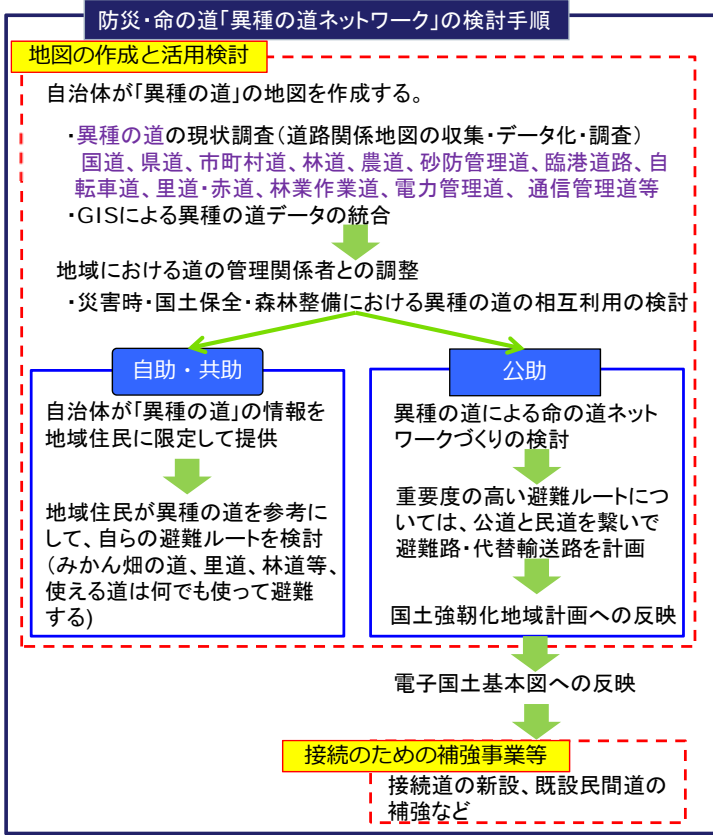 防災・命の道「異種の道ネットワーク」の検討手順
地図の作成と活用検討
自治体が「異種の道」の地図を作成する。
・異種の道の現状調査(道路関係地図の収集・データ化・調査)
国道、県道、市町村道、林道、農道、砂防管理道、臨港道路、自
転車道、里道・赤道、林業作業道、電力管理道、 通信管理道等
・GISによる異種の道データの統合
地域における道の管理関係者との調整
・災害時・国土保全・森林整備における異種の道の相互利用の検討
自助・共助
自治体が「異種の道」の情報を
地域住民に限定して提供
地域住民が異種の道を参考に
して、自らの避難ルートを検討
(みかん畑の道、里道、林道等、
使える道は何でも使って避難
する)
公助
異種の道による命の道ネット
ワークづくりの検討
重要度の高い避難ルートにつ
いては、公道と民道を繋いで
避難路・代替輸送路を計画
国土強靭化地域計画への反映
電子国土基本図への反映
接続のための補強事業等
接続道の新設、既設民間道の
補強など